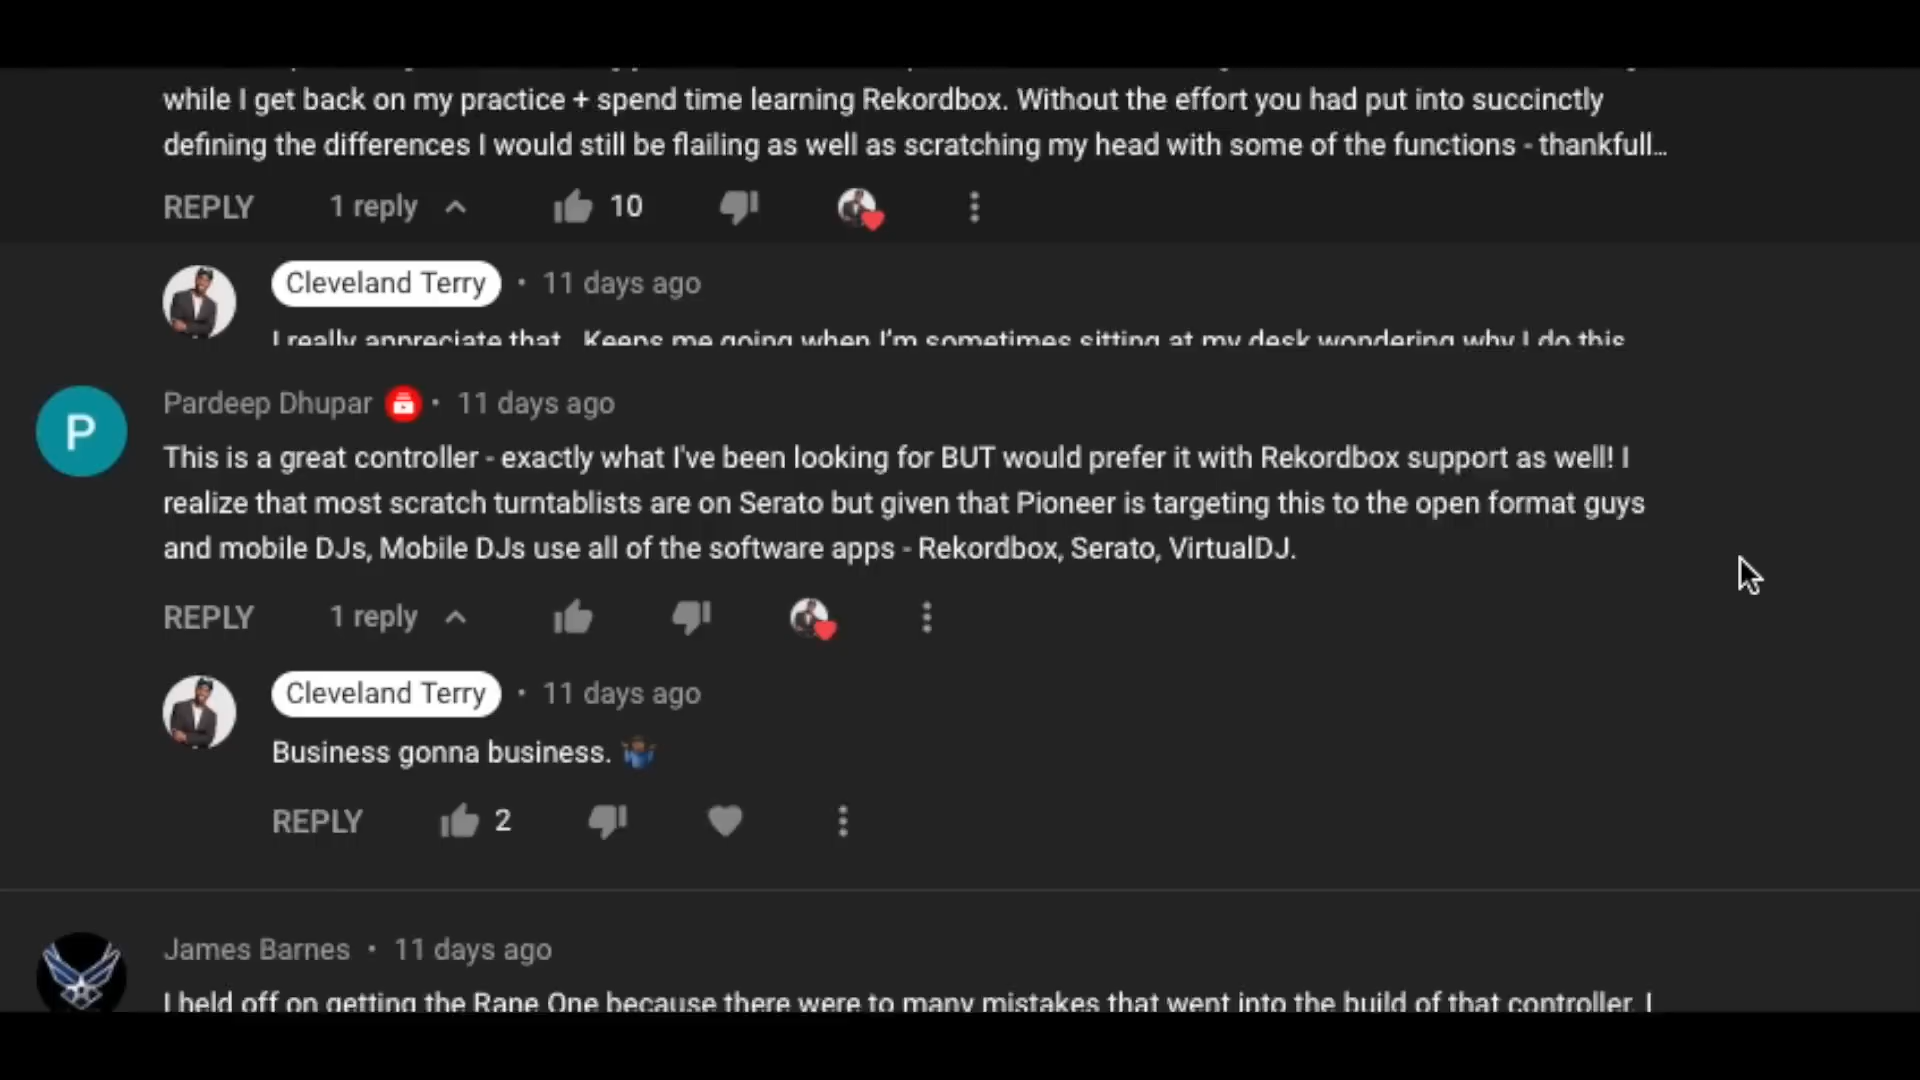 while I get back on my practice + spend time learning Rekordbox. Without the effort you had put into succinctly
defining the differences I would still be flailing as well as scratching my head with some of the functions - thankfull...
REPLY 1 reply 10
Cleveland Terry • 11 days ago
I really appreciate that. Keeps me going when I'm sometimes sitting at my desk wondering why I do this
P
Pardeep Dhupar • 11 days ago
This is a great controller - exactly what I've been looking for BUT would prefer it with Rekordbox support as well! I
realize that most scratch turntablists are on Serato but given that Pioneer is targeting this to the open format guys
and mobile DJs, Mobile DJs use all of the software apps - Rekordbox, Serato, VirtualDJ.
REPLY 1 reply
Cleveland Terry • 11 days ago
Business gonna business. 🤷🏾‍♂️
REPLY 2
James Barnes • 11 days ago
I held off on getting the Rane One because there were to many mistakes that went into the build of that controller. I